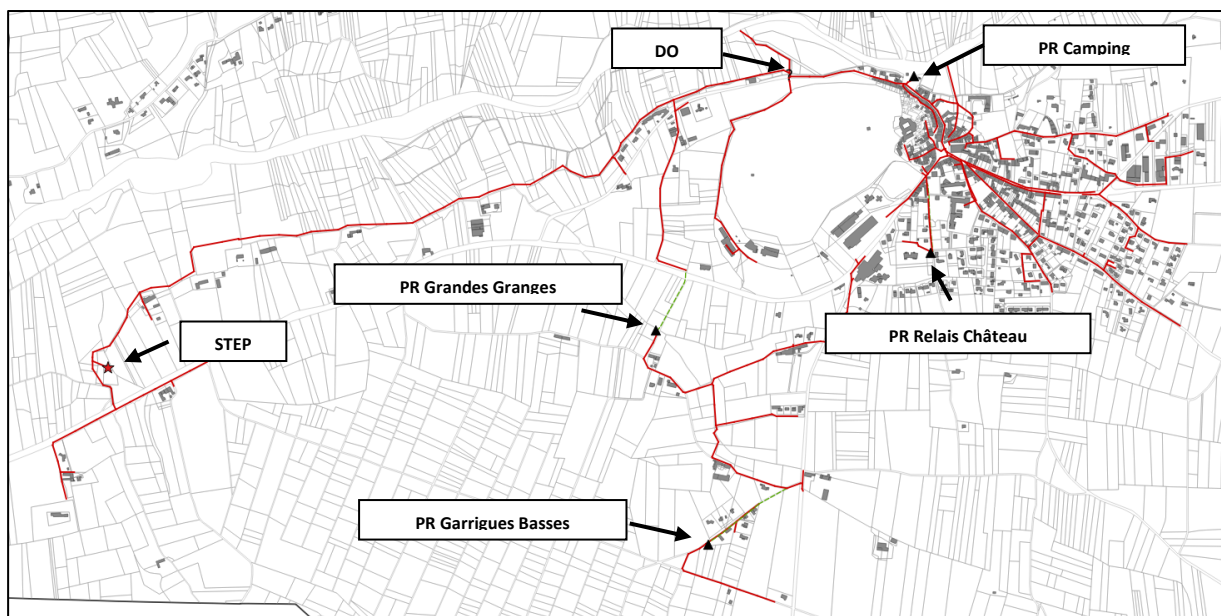 DO
PR Camping
PR Grandes Granges
STEP
PR Relais Château
PR Garrigues Basses